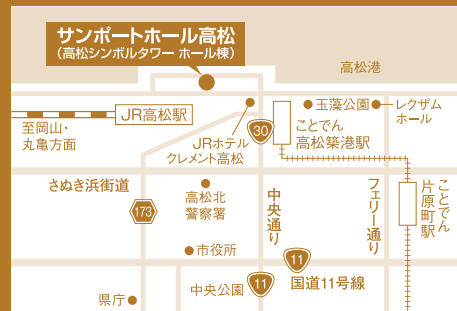 サンポートホール高松
(高松シンボルタワー ホール棟)
高松港
JR高松駅
至岡山・
丸亀方面
JRホテル
クレメント高松
30
ことでん
高松築港駅
玉藻公園
レクザム
ホール
さぬき浜街道
173
高松北
警察署
中央通り
フェリー通り
ことでん
片原町駅
市役所
11
国道11号線
中央公園
11
県庁